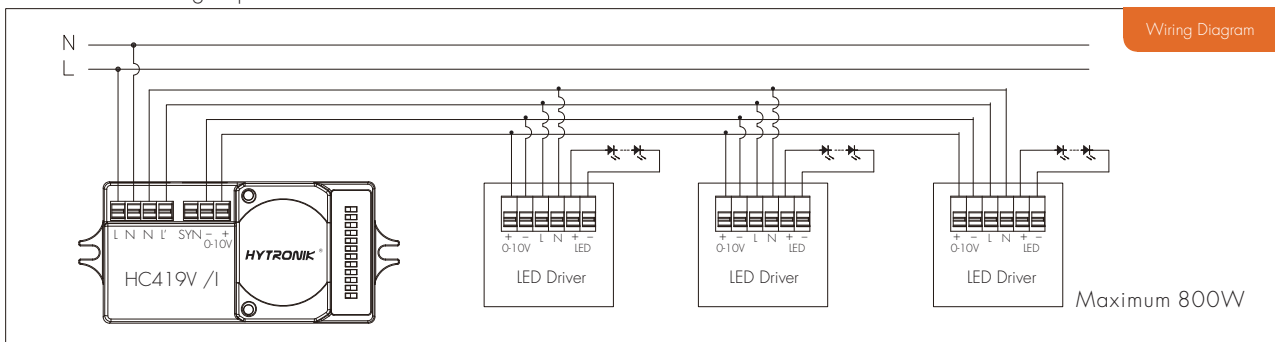 Wiring Diagram
N
L
L N N L' SYN − +
0-10V
HYTRONIK ®
HC419V /I
+ − L N + −
0-10V LED
LED Driver
+ − L N + −
0-10V LED
LED Driver
+ − L N + −
0-10V LED
LED Driver
Maximum 800W